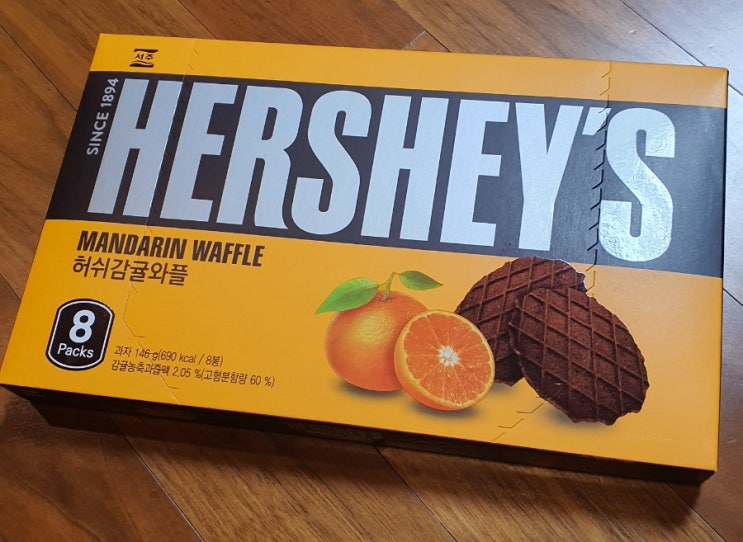 서주
SINCE 1894
HERSHEY'S
MANDARIN WAFFLE
허쉬감귤와플
8
Packs
과자 146 g(690 kcal / 8봉)
감귤농축과즙액 2.05 %(고형분함량 60 %)